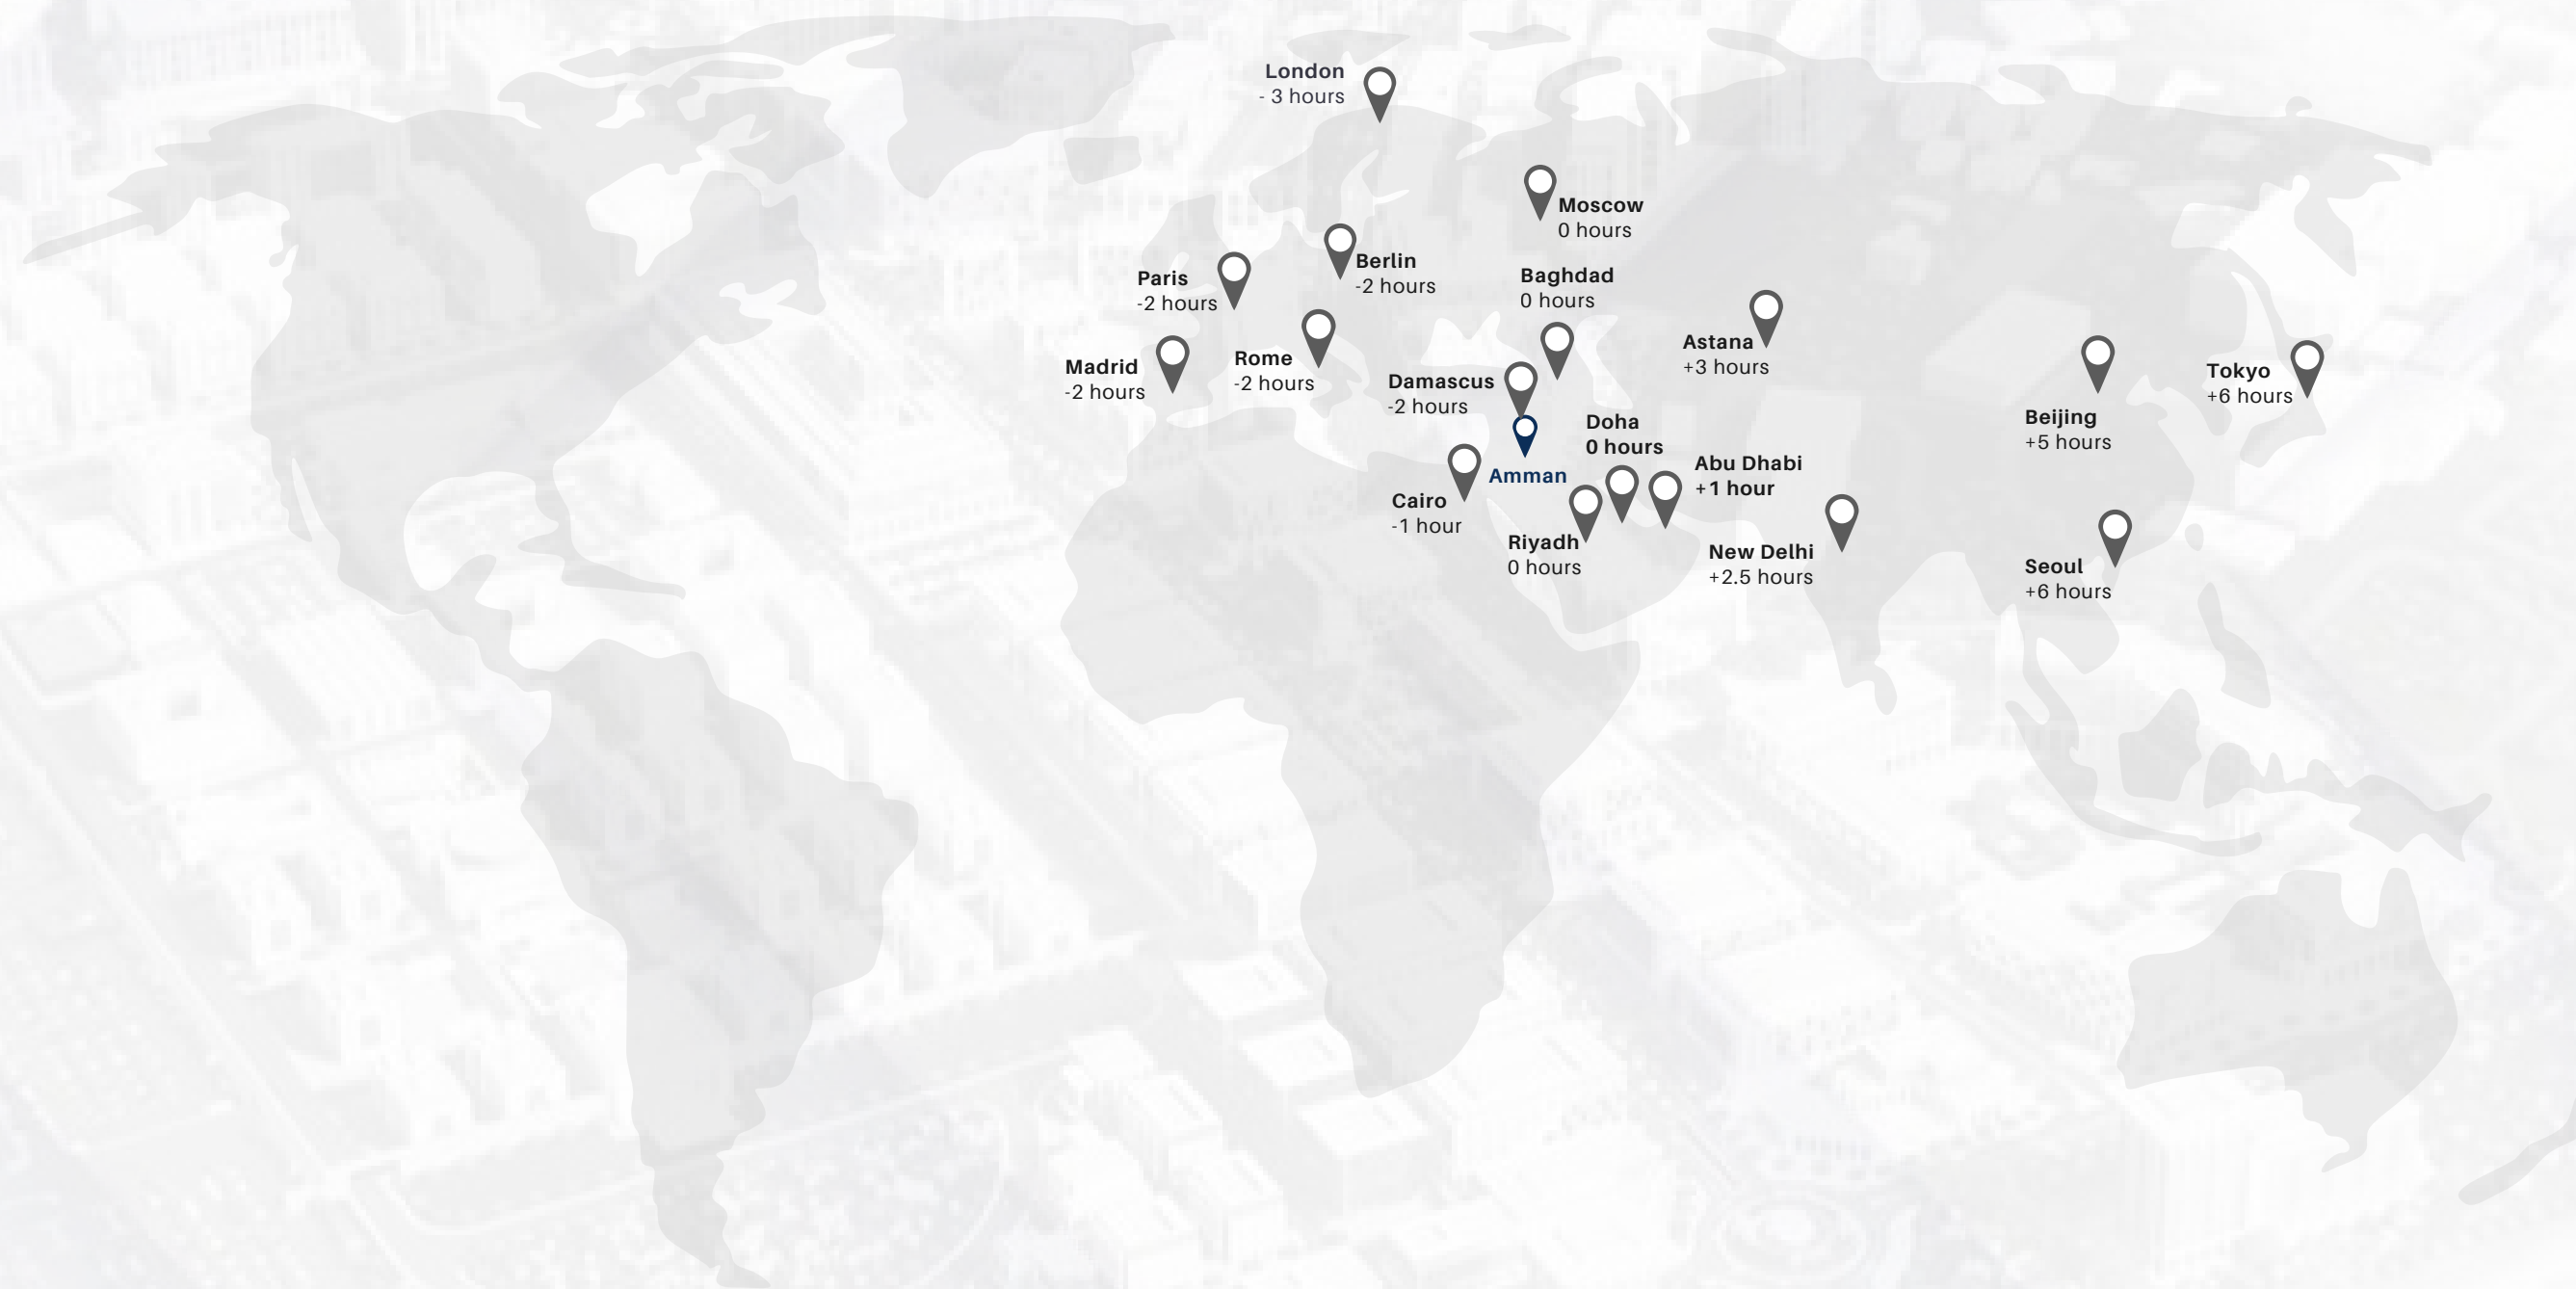 London
- 3 hours
Moscow
0 hours
Berlin
-2 hours
Paris
-2 hours
Baghdad
0 hours
Astana
+3 hours
Rome
-2 hours
Madrid
-2 hours
Damascus
-2 hours
Tokyo
+6 hours
Beijing
+5 hours
Doha
0 hours
Abu Dhabi
+1 hour
Amman
Cairo
-1 hour
Riyadh
0 hours
New Delhi
+2.5 hours
Seoul
+6 hours